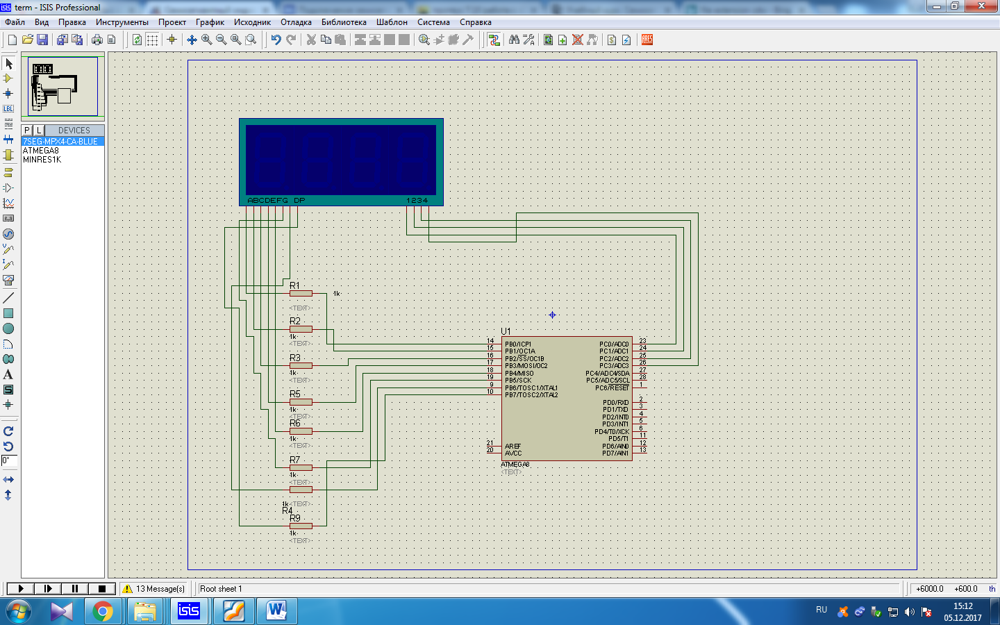 term - ISIS Professional
Файл Вид Правка Инструменты Проект График Исходник Отладка Библиотека Шаблон Система Справка
P L DEVICES
7SEG-MPX4-CA-BLUE
ATMEGA8
MINRES1K
LBL
A
S
0°
ARES
ABCDEFG DP
1234
R1
1k
<TEXT>
R2
1k
<TEXT>
R3
1k
<TEXT>
R5
1k
<TEXT>
R6
1k
<TEXT>
R7
1k
<TEXT>
1k <TEXT>
R4
R9
1k
<TEXT>
U1
14 PB0/ICP1
15 PB1/OC1A
16 PB2/SS/OC1B
17 PB3/MOSI/OC2
18 PB4/MISO
19 PB5/SCK
9 PB6/TOSC1/XTAL1
10 PB7/TOSC2/XTAL2
21 AREF
20 AVCC
PC0/ADC0 23
PC1/ADC1 24
PC2/ADC2 25
PC3/ADC3 26
PC4/ADC4/SDA 27
PC5/ADC5/SCL 28
PC6/RESET 1
PD0/RXD 2
PD1/TXD 3
PD2/INT0 4
PD3/INT1 5
PD4/T0/XCK 6
PD5/T1 11
PD6/AIN0 12
PD7/AIN1 13
ATMEGA8
<TEXT>
13 Message(s)
Root sheet 1
+6000.0 +600.0 th
isis
W
RU
15:12
05.12.2017